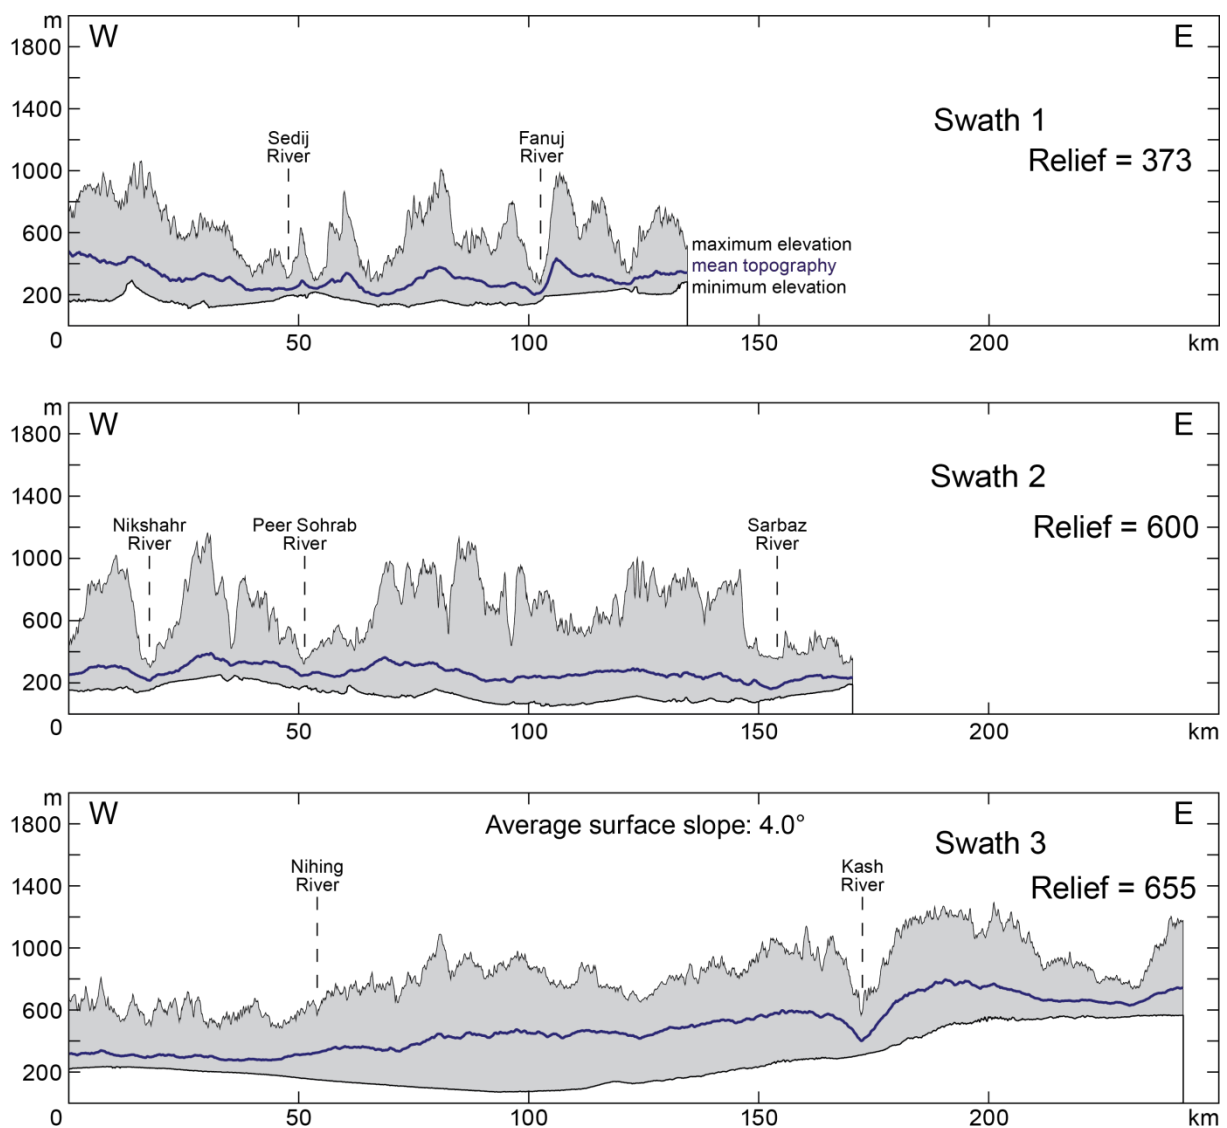 m
W
E
1800
1400
1000
600
200
0
Sedij
River
Fanuj
River
Swath 1
Relief = 373
maximum elevation
mean topography
minimum elevation
50
100
150
200
km
m
W
E
1800
1400
1000
600
200
0
Nikshahr
River
Peer Sohrab
River
Sarbaz
River
Swath 2
Relief = 600
50
100
150
200
km
m
W
E
1800
1400
1000
600
200
0
Average surface slope: 4.0°
Nihing
River
Kash
River
Swath 3
Relief = 655
50
100
150
200
km